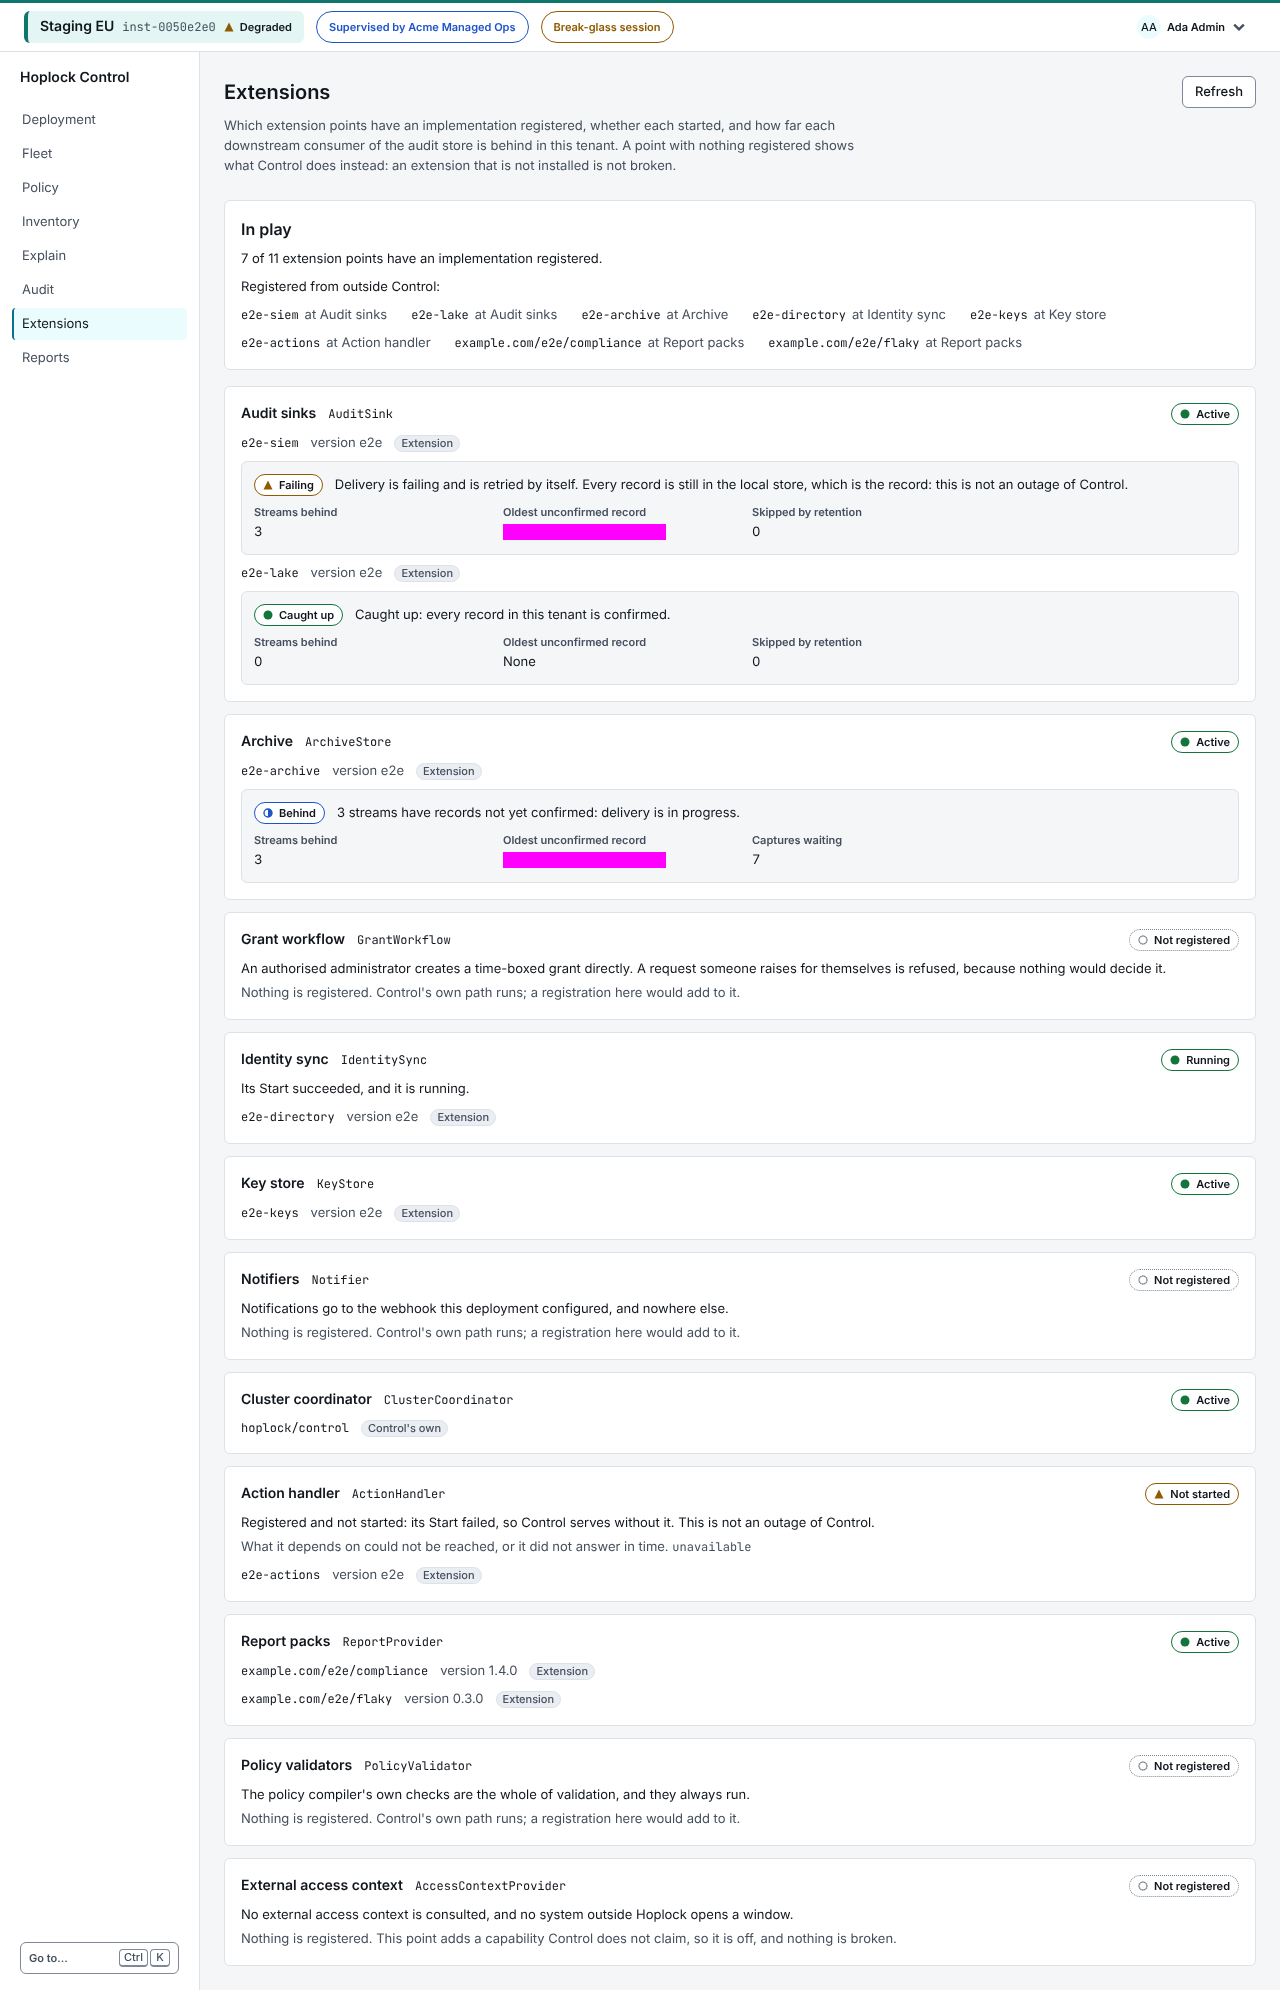 Staging EU inst-0050e2e0 Degraded Supervised by Acme Managed Ops Break-glass session AA Ada Admin
Hoplock Control
Deployment
Fleet
Policy
Inventory
Explain
Audit
Extensions
Reports
Go to... Ctrl K
Extensions
Refresh
Which extension points have an implementation registered, whether each started, and how far each
downstream consumer of the audit store is behind in this tenant. A point with nothing registered shows
what Control does instead: an extension that is not installed is not broken.
In play
7 of 11 extension points have an implementation registered.
Registered from outside Control:
e2e-siem at Audit sinks e2e-lake at Audit sinks e2e-archive at Archive e2e-directory at Identity sync e2e-keys at Key store
e2e-actions at Action handler example.com/e2e/compliance at Report packs example.com/e2e/flaky at Report packs
Audit sinks AuditSink Active
e2e-siem version e2e Extension
Failing Delivery is failing and is retried by itself. Every record is still in the local store, which is the record: this is not an outage of Control.
Streams behind Oldest unconfirmed record Skipped by retention
3 0
e2e-lake version e2e Extension
Caught up Caught up: every record in this tenant is confirmed.
Streams behind Oldest unconfirmed record Skipped by retention
0 None 0
Archive ArchiveStore Active
e2e-archive version e2e Extension
Behind 3 streams have records not yet confirmed: delivery is in progress.
Streams behind Oldest unconfirmed record Captures waiting
3 7
Grant workflow GrantWorkflow Not registered
An authorised administrator creates a time-boxed grant directly. A request someone raises for themselves is refused, because nothing would decide it.
Nothing is registered. Control's own path runs; a registration here would add to it.
Identity sync IdentitySync Running
Its Start succeeded, and it is running.
e2e-directory version e2e Extension
Key store KeyStore Active
e2e-keys version e2e Extension
Notifiers Notifier Not registered
Notifications go to the webhook this deployment configured, and nowhere else.
Nothing is registered. Control's own path runs; a registration here would add to it.
Cluster coordinator ClusterCoordinator Active
hoplock/control Control's own
Action handler ActionHandler Not started
Registered and not started: its Start failed, so Control serves without it. This is not an outage of Control.
What it depends on could not be reached, or it did not answer in time. unavailable
e2e-actions version e2e Extension
Report packs ReportProvider Active
example.com/e2e/compliance version 1.4.0 Extension
example.com/e2e/flaky version 0.3.0 Extension
Policy validators PolicyValidator Not registered
The policy compiler's own checks are the whole of validation, and they always run.
Nothing is registered. Control's own path runs; a registration here would add to it.
External access context AccessContextProvider Not registered
No external access context is consulted, and no system outside Hoplock opens a window.
Nothing is registered. This point adds a capability Control does not claim, so it is off, and nothing is broken.